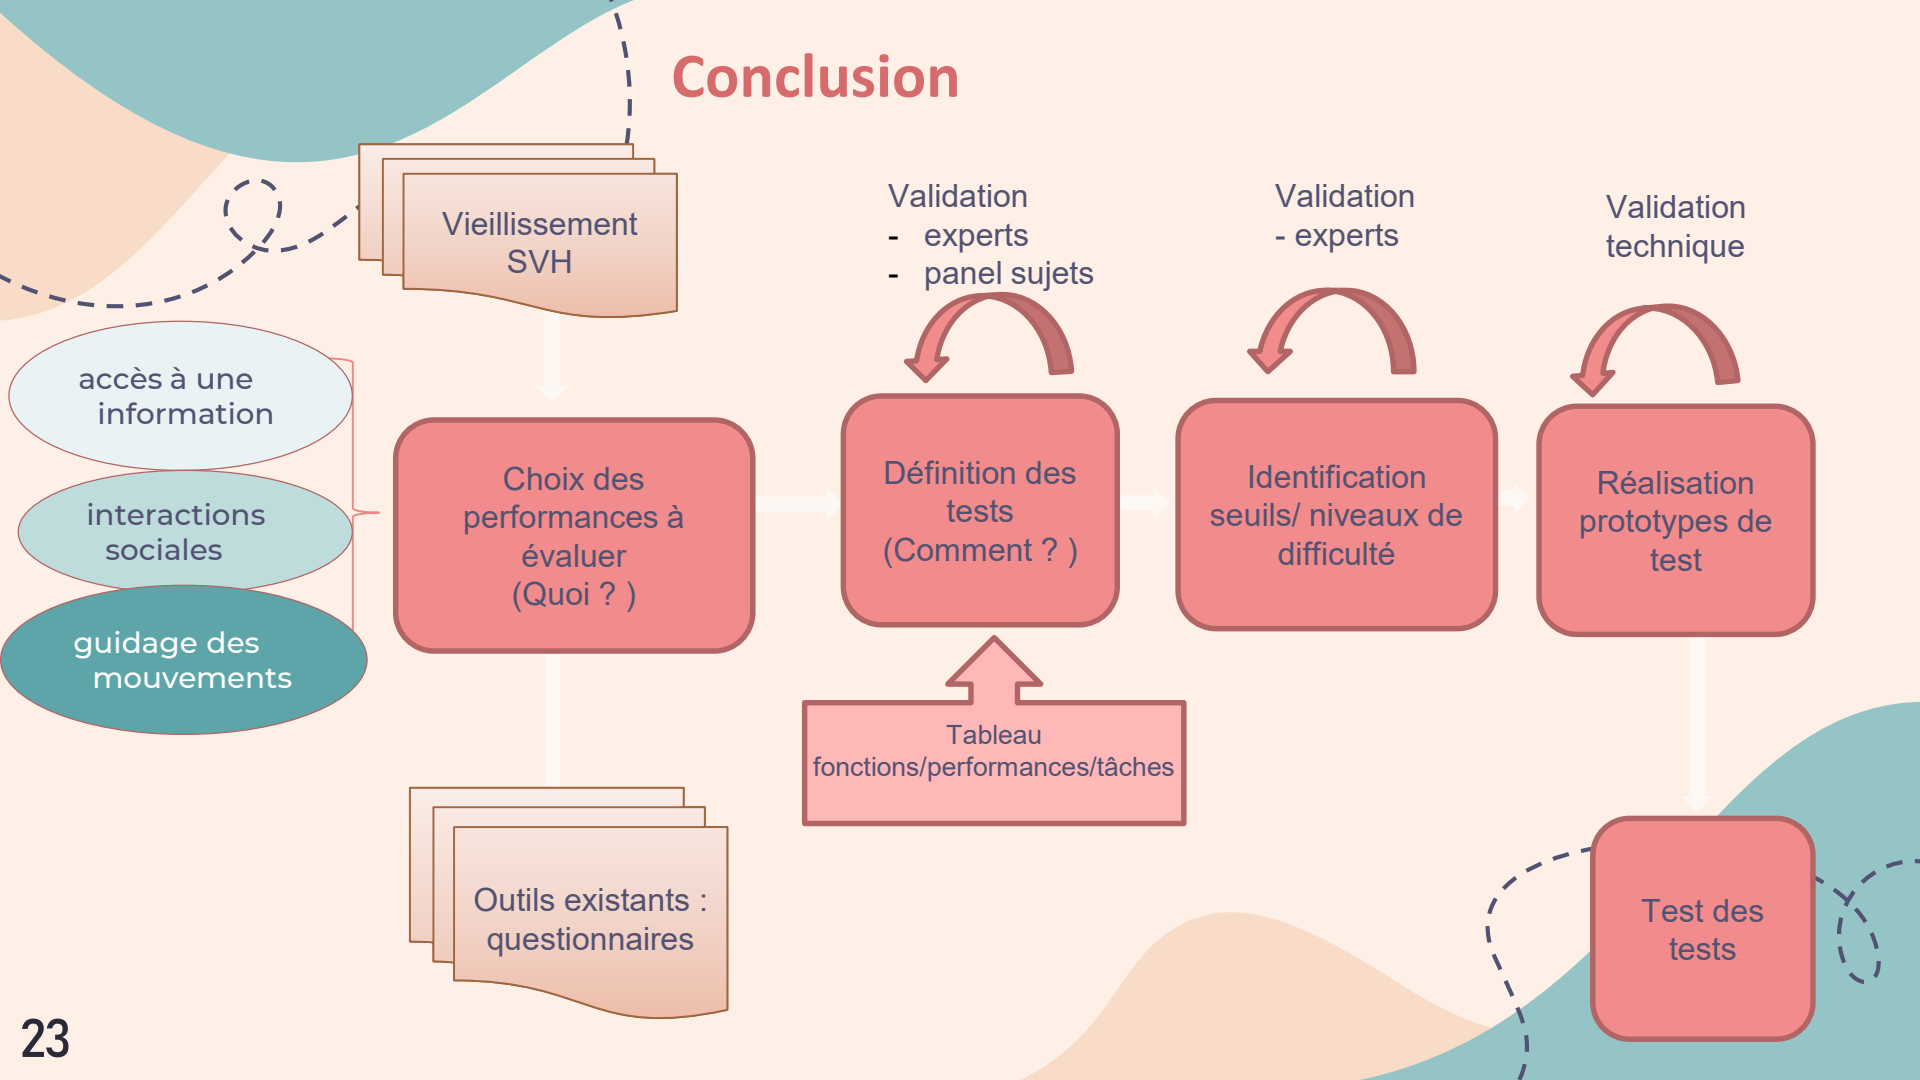 Conclusion
Vieillissement
SVH
Validation
- experts
- panel sujets
Validation
- experts
Validation
technique
accès à une
information
interactions
sociales
guidage des
mouvements
Choix des
performances à
évaluer
(Quoi ? )
Définition des
tests
(Comment ? )
Identification
seuils/ niveaux de
difficulté
Réalisation
prototypes de
test
Tableau
fonctions/performances/tâches
Outils existants :
questionnaires
Test des
tests
23